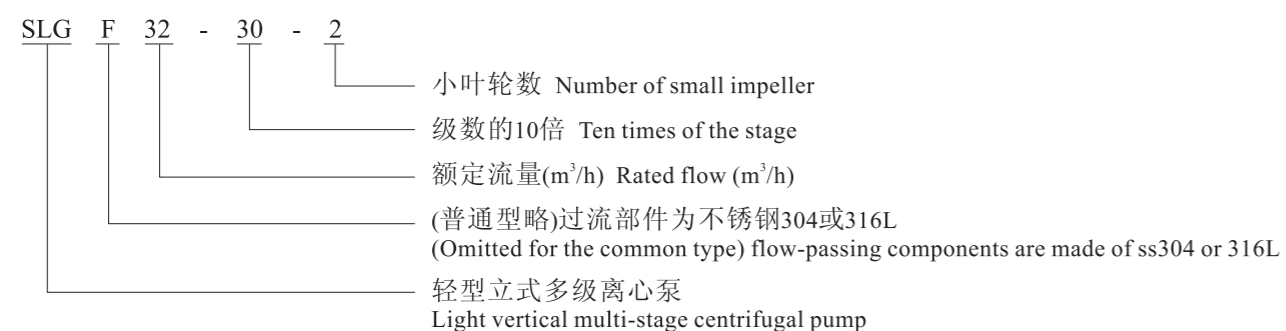 SLG F 32 - 30 - 2
小叶轮数 Number of small impeller
级数的10倍 Ten times of the stage
额定流量(m³/h) Rated flow (m³/h)
(普通型略)过流部件为不锈钢304或316L
(Omitted for the common type) flow-passing components are made of ss304 or 316L
轻型立式多级离心泵
Light vertical multi-stage centrifugal pump